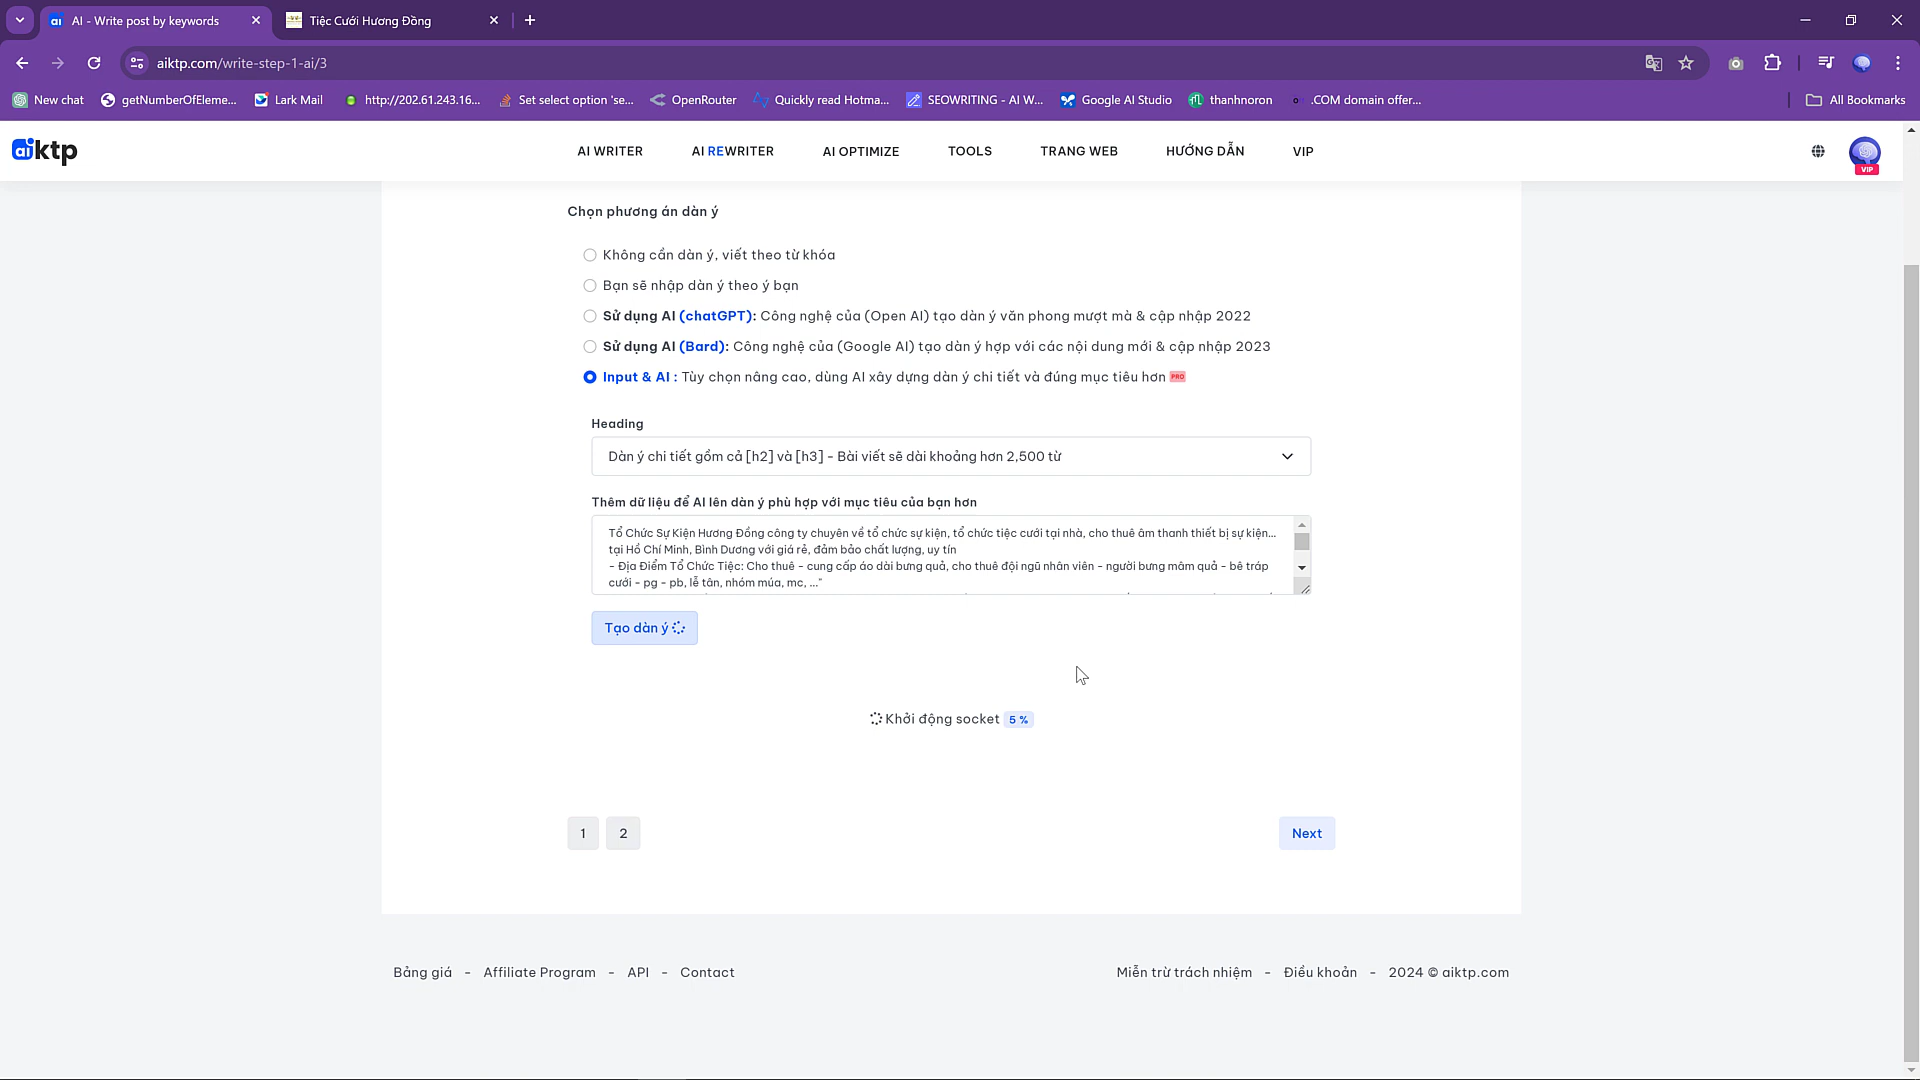 AI - Write post by keywords
Tiệc Cưới Hương Đồng
aiktp.com/write-step-1-ai/3
New chat
getNumberOfEleme...
Lark Mail
http://202.61.243.16...
Set select option 'se...
OpenRouter
Quickly read Hotma...
SEOWRITING - AI W...
Google AI Studio
thanhnoron
.COM domain offer...
All Bookmarks
aiktp
AI WRITER
AI REWRITER
AI OPTIMIZE
TOOLS
TRANG WEB
HƯỚNG DẪN
VIP
VIP
Chọn phương án dàn ý
Không cần dàn ý, viết theo từ khóa
Bạn sẽ nhập dàn ý theo ý bạn
Sử dụng AI (chatGPT): Công nghệ của (Open AI) tạo dàn ý văn phong mượt mà & cập nhập 2022
Sử dụng AI (Bard): Công nghệ của (Google AI) tạo dàn ý hợp với các nội dung mới & cập nhập 2023
Input & AI : Tùy chọn nâng cao, dùng AI xây dựng dàn ý chi tiết và đúng mục tiêu hơn PRO
Heading
Dàn ý chi tiết gồm cả [h2] và [h3] - Bài viết sẽ dài khoảng hơn 2,500 từ
Thêm dữ liệu để AI lên dàn ý phù hợp với mục tiêu của bạn hơn
Tổ Chức Sự Kiện Hương Đồng công ty chuyên về tổ chức sự kiện, tổ chức tiệc cưới tại nhà, cho thuê âm thanh thiết bị sự kiện...
tại Hồ Chí Minh, Bình Dương với giá rẻ, đảm bảo chất lượng, uy tín
- Địa Điểm Tổ Chức Tiệc: Cho thuê - cung cấp áo dài bưng quả, cho thuê đội ngũ nhân viên - người bưng mâm quả - bê tráp
cưới - pg - pb, lễ tân, nhóm múa, mc, ..."
Tạo dàn ý
Khởi động socket 5 %
1
2
Next
Bảng giá - Affiliate Program - API - Contact
Miễn trừ trách nhiệm - Điều khoản - 2024 © aiktp.com